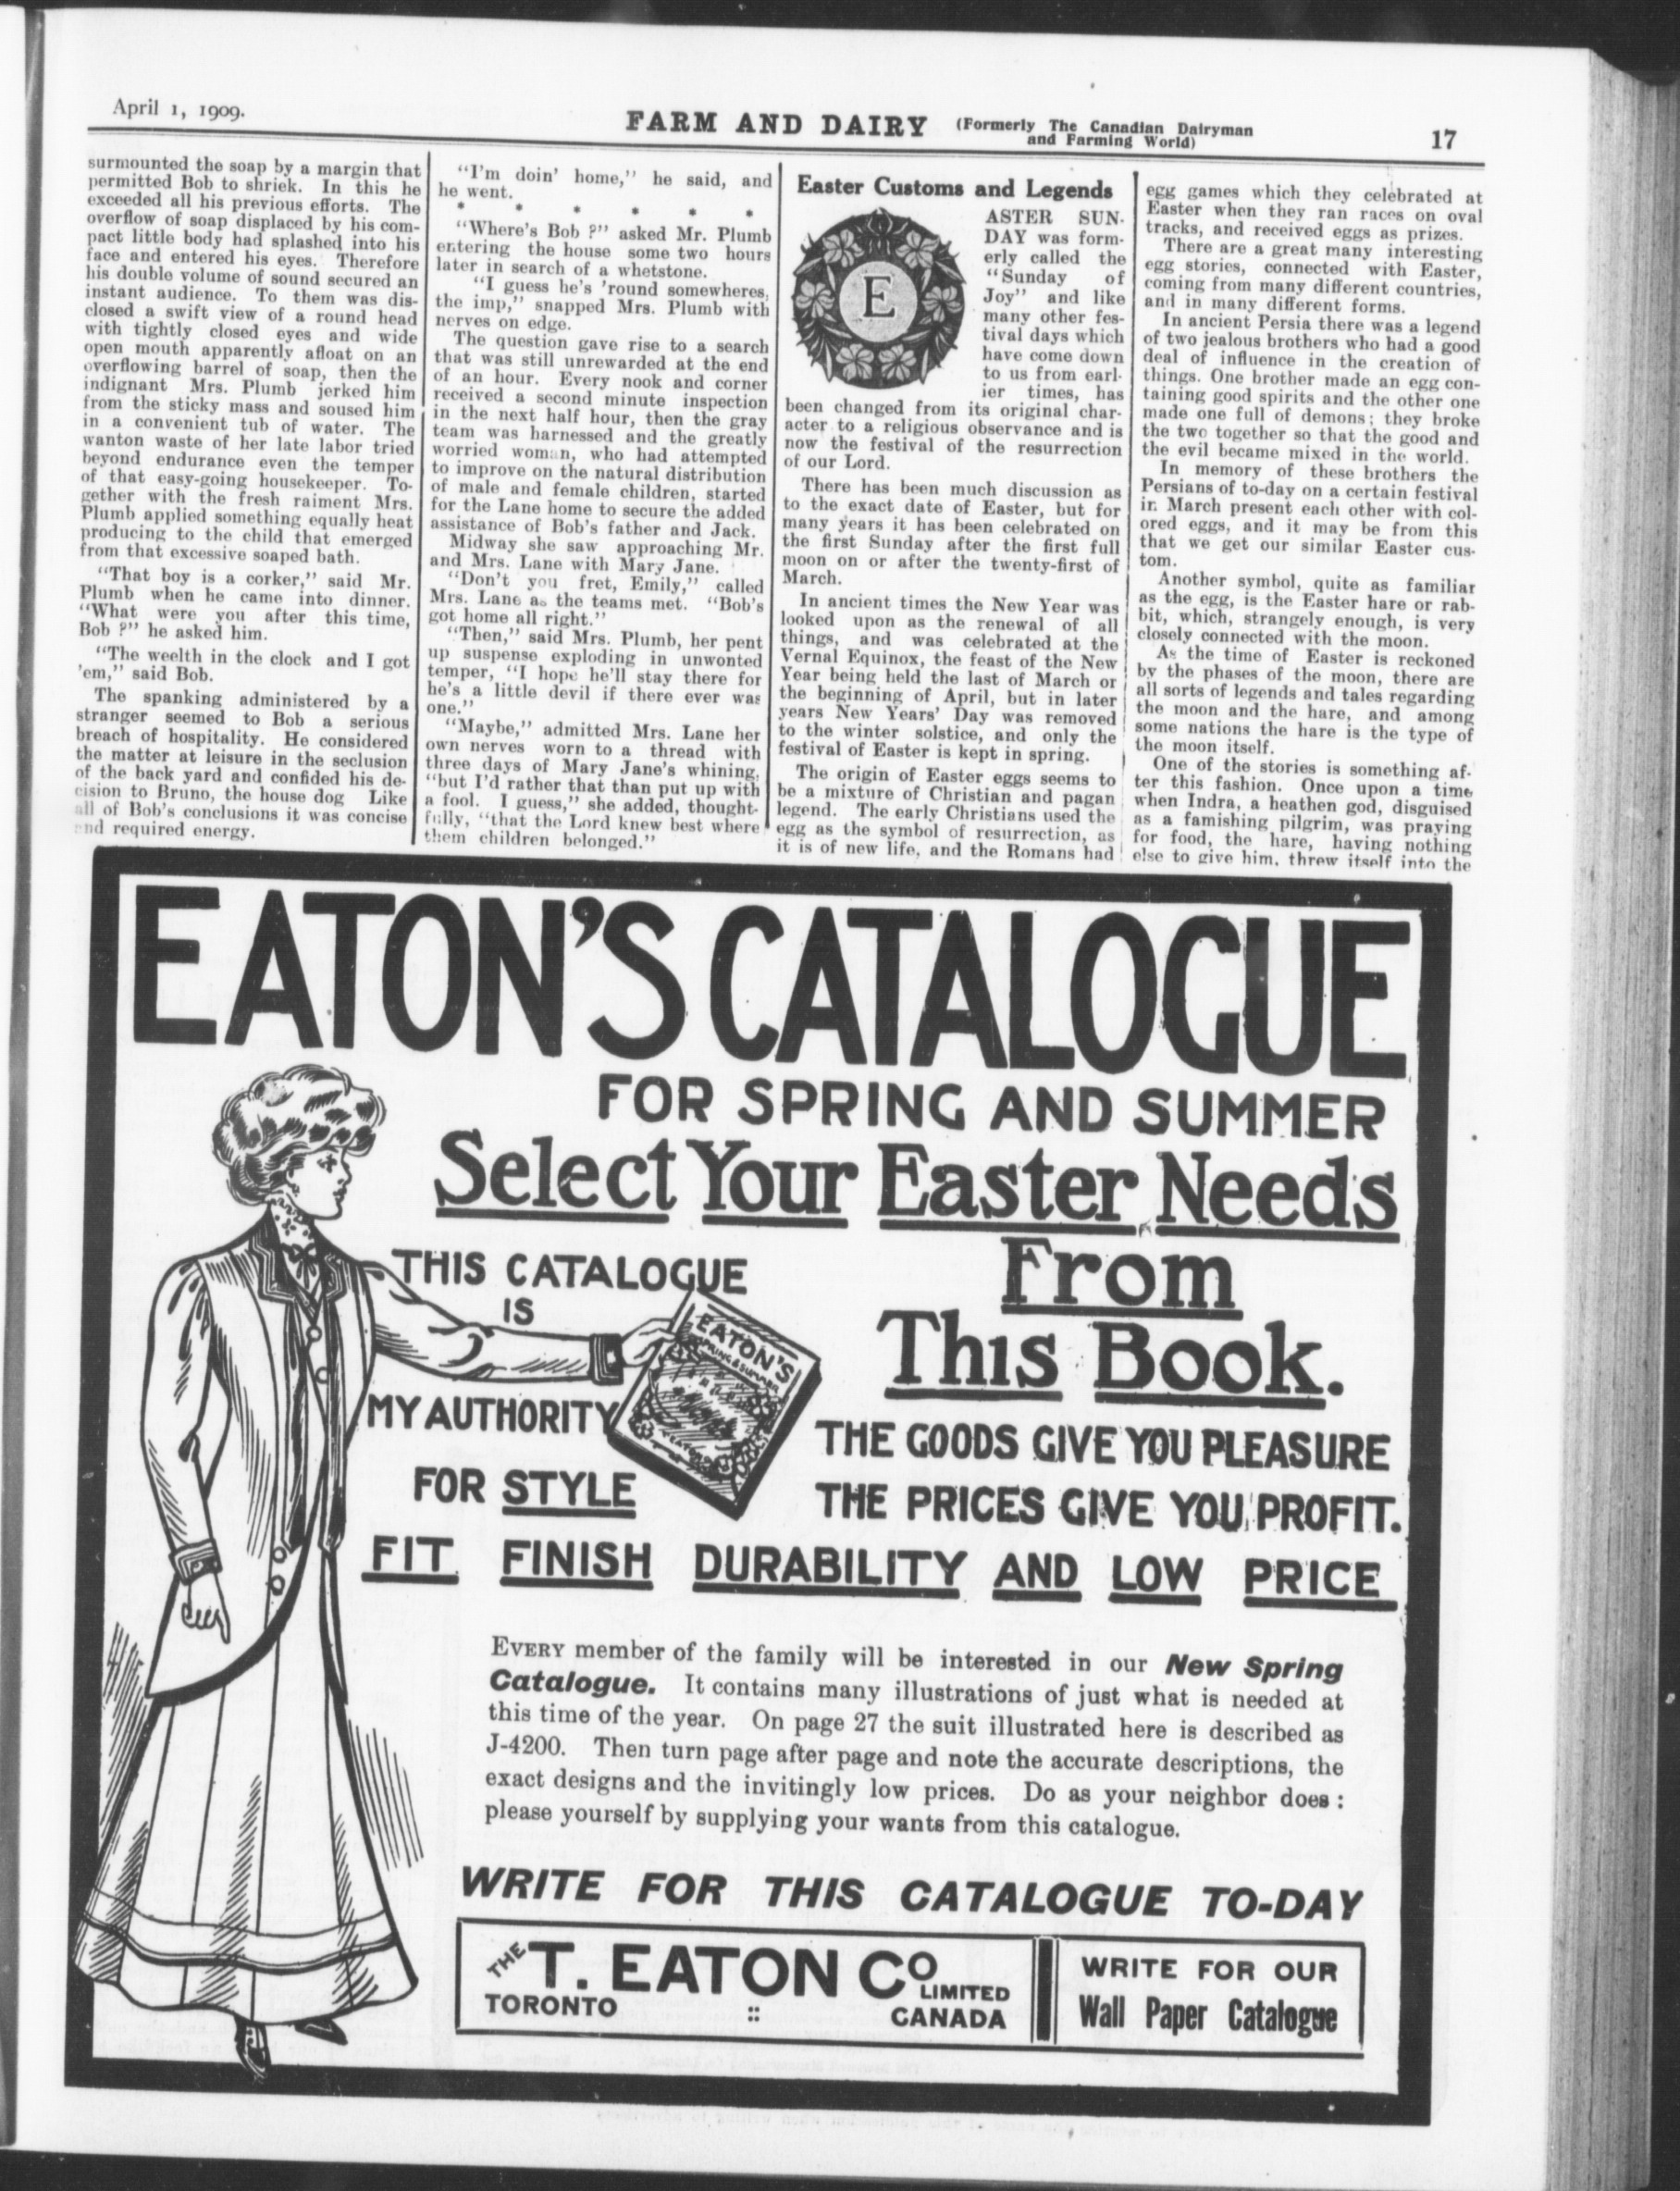 April 1, 1909.
FARM AND DAIRY
(Formerly The Canadian Dairyman
and Farming World)
17
surmounted the soap by a margin that
permitted Bob to shriek. In this he
exceeded all his previous efforts. The
overflow of soap displaced by his com-
pact little body had splashed into his
face and entered his eyes. Therefore
his double volume of sound secured an
instant audience. To them was dis-
closed a swift view of a round head
with tightly closed eyes and wide
open mouth apparently afloat on an
overflowing barrel of soap, then the
indignant Mrs. Plumb jerked him
from the sticky mass and soused him
in a convenient tub of water. The
wanton waste of her late labor tried
beyond endurance even the temper
of that easy-going housekeeper. To-
gether with the fresh raiment Mrs.
Plumb applied something equally heat
producing to the child that emerged
from that excessive soaped bath.
"That boy is a corker," said Mr.
Plumb when he came into dinner.
"What were you after this time,
Bob?" he asked him.
"The weelth in the clock and I got
'em," said Bob.
The spanking administered by a
stranger seemed to Bob a serious
breach of hospitality. He considered
the matter at leisure in the seclusion
of the back yard and confided his de-
cision to Bruno, the house dog Like
all of Bob's conclusions it was concise
and required energy.
"I'm doin' home," he said, and
he went.
* * * * * *
"Where's Bob?" asked Mr. Plumb
entering the house some two hours
later in search of a whetstone.
"I guess he's 'round somewheres,
the imp," snapped Mrs. Plumb with
nerves on edge.
The question gave rise to a search
that was still unrewarded at the end
of an hour. Every nook and corner
received a second minute inspection
in the next half hour, then the gray
team was harnessed and the greatly
worried woman, who had attempted
to improve on the natural distribution
of male and female children, started
for the Lane home to secure the added
assistance of Bob's father and Jack.
Midway she saw approaching Mr.
and Mrs. Lane with Mary Jane.
"Don't you fret, Emily," called
Mrs. Lane as the teams met. "Bob's
got home all right."
"Then," said Mrs. Plumb, her pent
up suspense exploding in unwonted
temper, "I hope he'll stay there for
he's a little devil if there ever was
one."
"Maybe," admitted Mrs. Lane her
own nerves worn to a thread with
three days of Mary Jane's whining,
"but I'd rather that than put up with
a fool. I guess," she added, thought-
fully, "that the Lord knew best where
them children belonged."
Easter Customs and Legends
E
ASTER SUN-
DAY was form-
erly called the
"Sunday of
Joy" and like
many other fes-
tival days which
have come down
to us from earl-
ier times, has
been changed from its original char-
acter to a religious observance and is
now the festival of the resurrection
of our Lord.
There has been much discussion as
to the exact date of Easter, but for
many years it has been celebrated on
the first Sunday after the first full
moon on or after the twenty-first of
March.
In ancient times the New Year was
looked upon as the renewal of all
things, and was celebrated at the
Vernal Equinox, the feast of the New
Year being held the last of March or
the beginning of April, but in later
years New Years' Day was removed
to the winter solstice, and only the
festival of Easter is kept in spring.
The origin of Easter eggs seems to
be a mixture of Christian and pagan
legend. The early Christians used the
egg as the symbol of resurrection, as
it is of new life, and the Romans had
egg games which they celebrated at
Easter when they ran races on oval
tracks, and received eggs as prizes.
There are a great many interesting
egg stories, connected with Easter,
coming from many different countries,
and in many different forms.
In ancient Persia there was a legend
of two jealous brothers who had a good
deal of influence in the creation of
things. One brother made an egg con-
taining good spirits and the other one
made one full of demons; they broke
the two together so that the good and
the evil became mixed in the world.
In memory of these brothers the
Persians of to-day on a certain festival
in March present each other with col-
ored eggs, and it may be from this
that we get our similar Easter cus-
tom.
Another symbol, quite as familiar
as the egg, is the Easter hare or rab-
bit, which, strangely enough, is very
closely connected with the moon.
As the time of Easter is reckoned
by the phases of the moon, there are
all sorts of legends and tales regarding
the moon and the hare, and among
some nations the hare is the type of
the moon itself.
One of the stories is something af-
ter this fashion. Once upon a time
when Indra, a heathen god, disguised
as a famishing pilgrim, was praying
for food, the hare, having nothing
else to give him, threw itself into the
EATON'S CATALOGUE
FOR SPRING AND SUMMER
Select Your Easter Needs
From
This Book.
THIS CATALOGUE
IS
MY AUTHORITY
FOR STYLE
EATON'S
SPRING & SUMMER
THE GOODS GIVE YOU PLEASURE
THE PRICES GIVE YOU PROFIT.
FIT FINISH DURABILITY AND LOW PRICE
EVERY member of the family will be interested in our New Spring
Catalogue. It contains many illustrations of just what is needed at
this time of the year. On page 27 the suit illustrated here is described as
J-4200. Then turn page after page and note the accurate descriptions, the
exact designs and the invitingly low prices. Do as your neighbor does:
please yourself by supplying your wants from this catalogue.
WRITE FOR THIS CATALOGUE TO-DAY
THE T. EATON CO LIMITED
TORONTO :: CANADA
WRITE FOR OUR
Wall Paper Catalogue